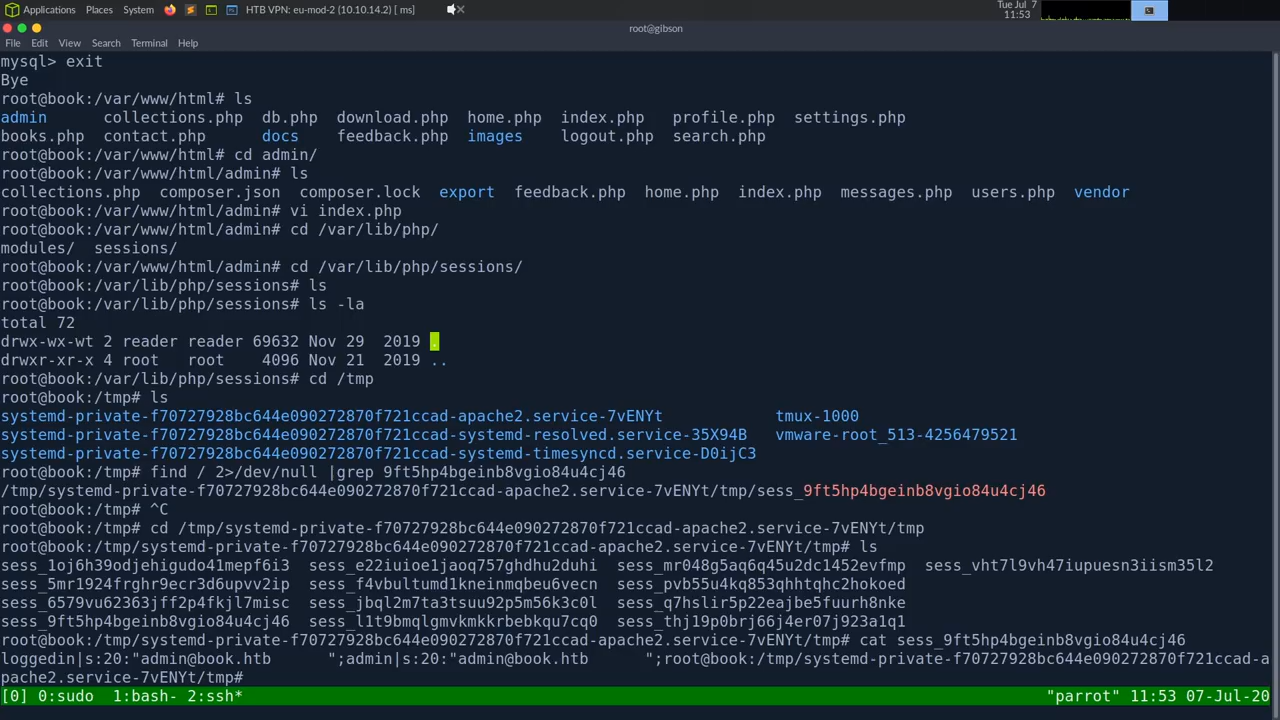 Applications Places System HTB VPN: eu-mod-2 (10.10.14.2) [ ms] Tue Jul 7 11:53
root@gibson
File Edit View Search Terminal Help
mysql> exit
Bye
root@book:/var/www/html# ls
admin collections.php db.php download.php home.php index.php profile.php settings.php
books.php contact.php docs feedback.php images logout.php search.php
root@book:/var/www/html# cd admin/
root@book:/var/www/html/admin# ls
collections.php composer.json composer.lock export feedback.php home.php index.php messages.php users.php vendor
root@book:/var/www/html/admin# vi index.php
root@book:/var/www/html/admin# cd /var/lib/php/
modules/ sessions/
root@book:/var/www/html/admin# cd /var/lib/php/sessions/
root@book:/var/lib/php/sessions# ls
root@book:/var/lib/php/sessions# ls -la
total 72
drwx-wx-wt 2 reader reader 69632 Nov 29 2019 .
drwxr-xr-x 4 root root 4096 Nov 21 2019 ..
root@book:/var/lib/php/sessions# cd /tmp
root@book:/tmp# ls
systemd-private-f70727928bc644e090272870f721ccad-apache2.service-7vENYt tmux-1000
systemd-private-f70727928bc644e090272870f721ccad-systemd-resolved.service-35X94B vmware-root_513-4256479521
systemd-private-f70727928bc644e090272870f721ccad-systemd-timesyncd.service-D0ijC3
root@book:/tmp# find / 2>/dev/null |grep 9ft5hp4bgeinb8vgio84u4cj46
/tmp/systemd-private-f70727928bc644e090272870f721ccad-apache2.service-7vENYt/tmp/sess_9ft5hp4bgeinb8vgio84u4cj46
root@book:/tmp# ^C
root@book:/tmp# cd /tmp/systemd-private-f70727928bc644e090272870f721ccad-apache2.service-7vENYt/tmp
root@book:/tmp/systemd-private-f70727928bc644e090272870f721ccad-apache2.service-7vENYt/tmp# ls
sess_1oj6h39odjehigudo41mepf6i3 sess_e22iuioe1jaoq757ghdhu2duhi sess_mr048g5aq6q45u2dc1452evfmp sess_vht7l9vh47iupuesn3iism35l2
sess_5mr1924frghr9ecr3d6upvv2ip sess_f4vbultumd1kneinmqbeu6vecn sess_pvb55u4kq853qhhtqhc2hokoed
sess_6579vu62363jff2p4fkjl7misc sess_jbql2m7ta3tsuu92p5m56k3c0l sess_q7hslir5p22eajbe5fuurh8nke
sess_9ft5hp4bgeinb8vgio84u4cj46 sess_l1t9bmqlgmvkmkkrbebkqu7cq0 sess_thj19p0brj66j4er07j923a1q1
root@book:/tmp/systemd-private-f70727928bc644e090272870f721ccad-apache2.service-7vENYt/tmp# cat sess_9ft5hp4bgeinb8vgio84u4cj46
loggedin|s:20:"admin@book.htb      ";admin|s:20:"admin@book.htb      ";root@book:/tmp/systemd-private-f70727928bc644e090272870f721ccad-a
pache2.service-7vENYt/tmp#
[0] 0:sudo 1:bash- 2:ssh* "parrot" 11:53 07-Jul-20